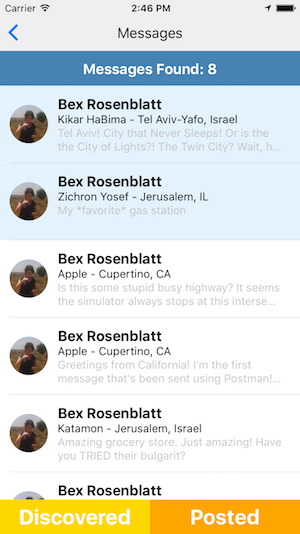 Carrier 2:46 PM
Messages
Messages Found: 8
Bex Rosenblatt
Kikar HaBima - Tel Aviv-Yafo, Israel
Tel Aviv! City that Never Sleeps! Or is the
the City of Lights?! The Twin City? Wait, h...
Bex Rosenblatt
Zichron Yosef - Jerusalem, IL
My *favorite* gas station
Bex Rosenblatt
Apple - Cupertino, CA
Is this some stupid busy highway? It seems
the simulator always stops at this interse...
Bex Rosenblatt
Apple - Cupertino, CA
Greetings from California! I'm the first
message that's been sent using Postman!...
Bex Rosenblatt
Katamon - Jerusalem, Israel
Amazing grocery store. Just amazing! Have
you TRIED their bulgarit?
Bex Rosenblatt
Discovered Posted